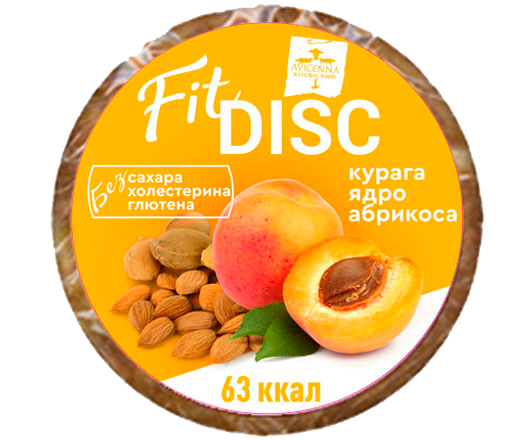 AVICENNA
NATURAL FOOD
Fit
DISC
Без
сахара
холестерина
глютена
курага
ядро
абрикоса
63 ккал